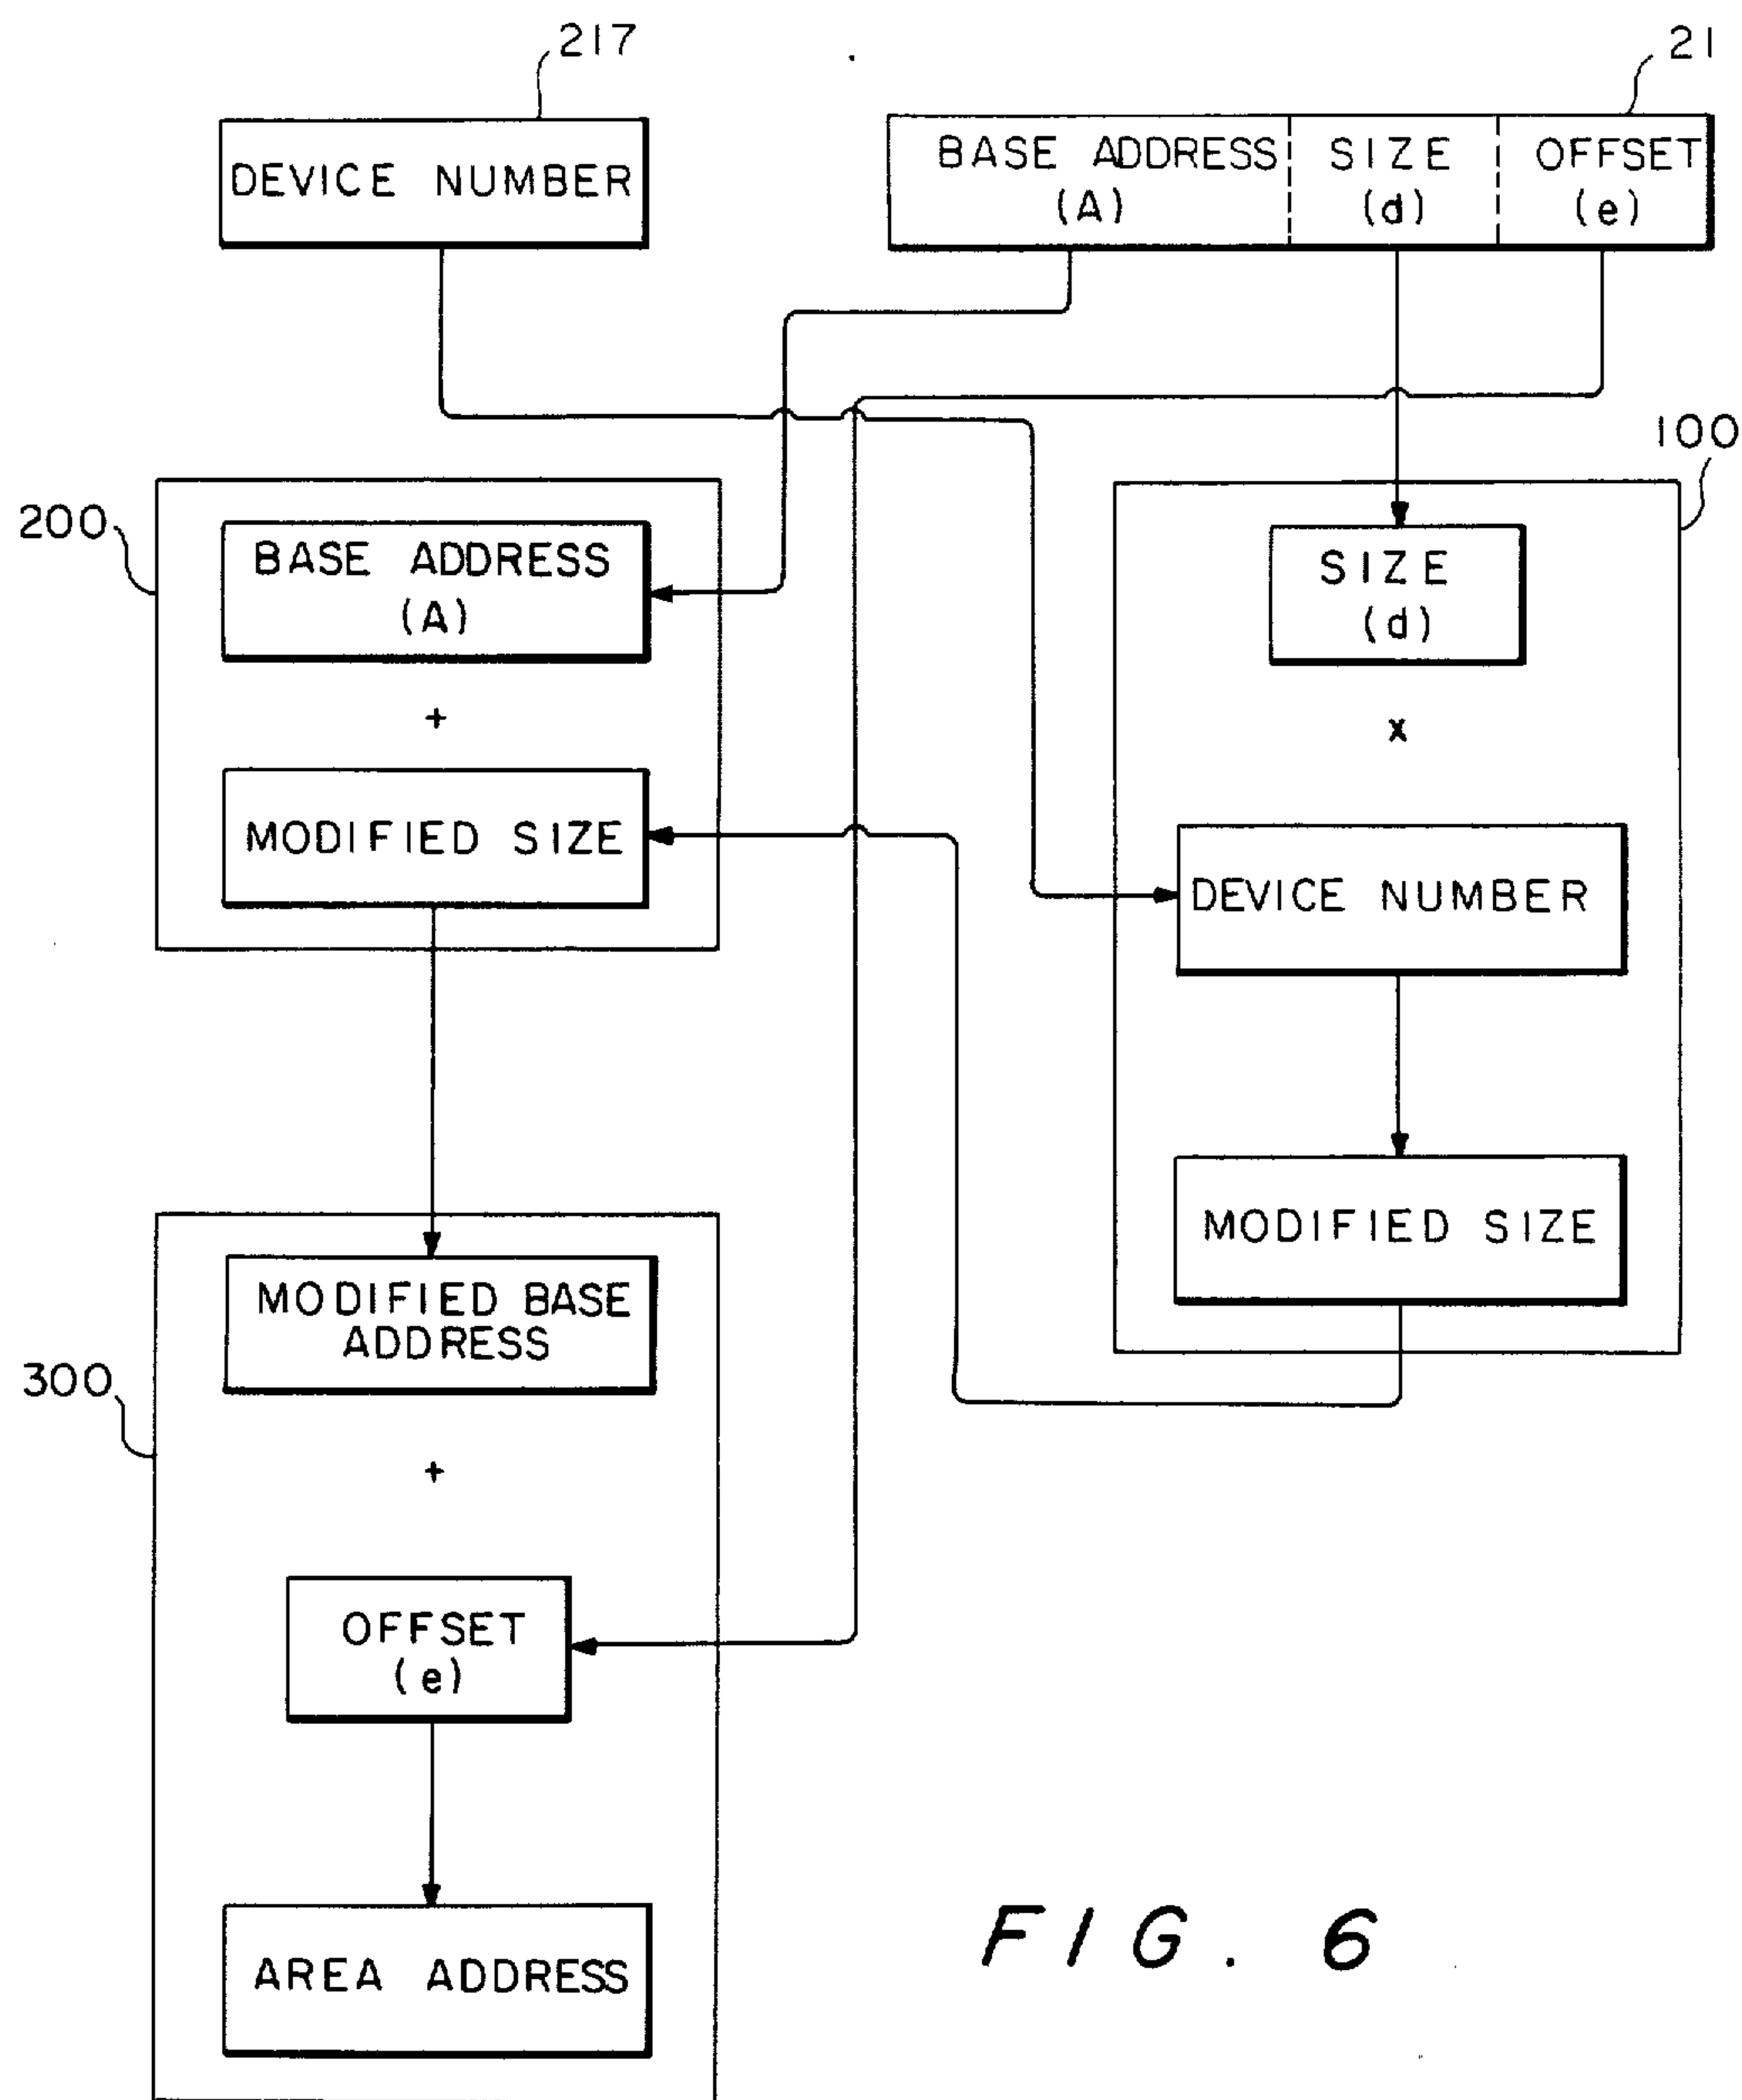 217
21
DEVICE NUMBER
BASE ADDRESS
(A)
SIZE
(d)
OFFSET
(e)
100
200
BASE ADDRESS
(A)
+
MODIFIED SIZE
SIZE
(d)
x
DEVICE NUMBER
MODIFIED SIZE
300
MODIFIED BASE
ADDRESS
+
OFFSET
(e)
AREA ADDRESS
FIG. 6